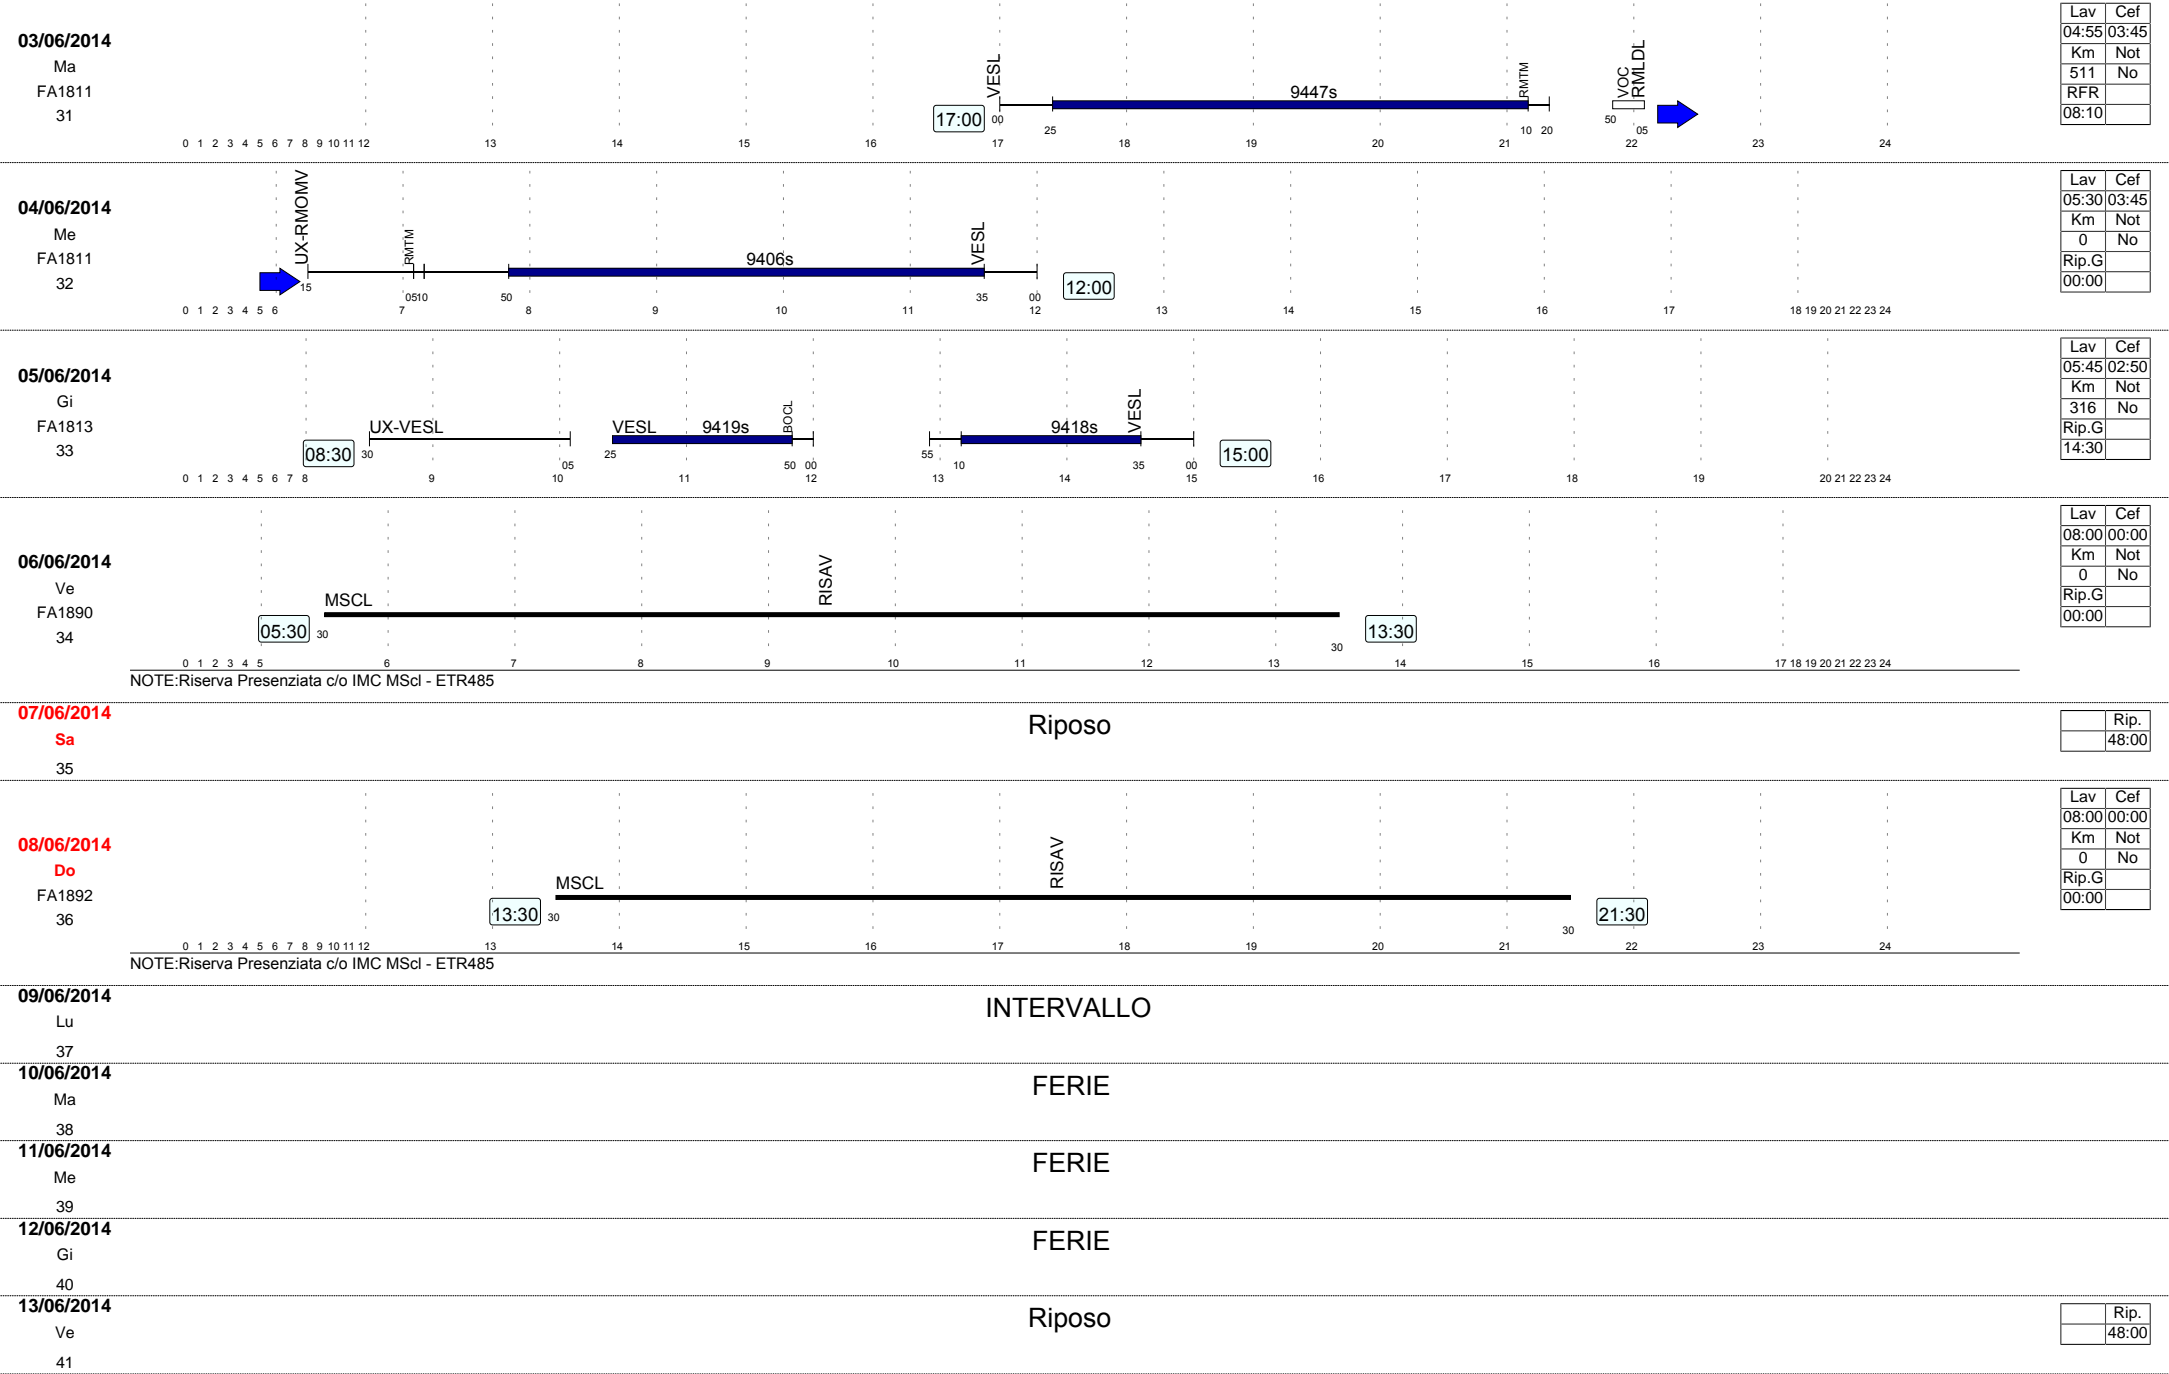 03/06/2014
Ma
FA1811
31
17:00
VESL
00
25
9447s
RMTM
10 20
VOC
RMLDL
50
05
0 1 2 3 4 5 6 7 8 9 10 11 12 13 14 15 16 17 18 19 20 21 22 23 24
Lav Cef
04:55 03:45
Km Not
511 No
RFR
08:10
04/06/2014
Me
FA1811
32
UX-RMOMV
15
RMTM
05 10
50
9406s
VESL
35
00
12:00
0 1 2 3 4 5 6 7 8 9 10 11 12 13 14 15 16 17 18 19 20 21 22 23 24
Lav Cef
05:30 03:45
Km Not
0 No
Rip.G
00:00
05/06/2014
Gi
FA1813
33
08:30
30
UX-VESL
05
VESL
25
9419s
BOCL
50 00
55
10
9418s
VESL
35
00
15:00
0 1 2 3 4 5 6 7 8 9 10 11 12 13 14 15 16 17 18 19 20 21 22 23 24
Lav Cef
05:45 02:50
Km Not
316 No
Rip.G
14:30
06/06/2014
Ve
FA1890
34
05:30
30
MSCL
RISAV
30
13:30
0 1 2 3 4 5 6 7 8 9 10 11 12 13 14 15 16 17 18 19 20 21 22 23 24
NOTE:Riserva Presenziata c/o IMC MScl - ETR485
Lav Cef
08:00 00:00
Km Not
0 No
Rip.G
00:00
07/06/2014
Sa
35
Riposo
Rip.
48:00
08/06/2014
Do
FA1892
36
13:30
30
MSCL
RISAV
30
21:30
0 1 2 3 4 5 6 7 8 9 10 11 12 13 14 15 16 17 18 19 20 21 22 23 24
NOTE:Riserva Presenziata c/o IMC MScl - ETR485
Lav Cef
08:00 00:00
Km Not
0 No
Rip.G
00:00
09/06/2014
Lu
37
INTERVALLO
10/06/2014
Ma
38
FERIE
11/06/2014
Me
39
FERIE
12/06/2014
Gi
40
FERIE
13/06/2014
Ve
41
Riposo
Rip.
48:00